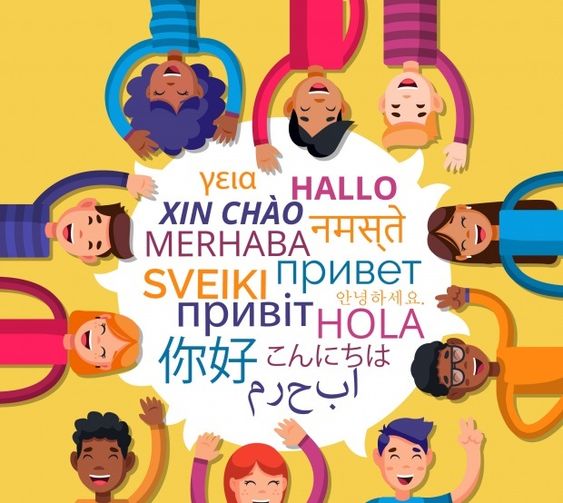 γεια
HALLO
XIN CHÀO
नमस्‌ते
MERHABA
привет
SVEIKI
안녕하세요.
привіт
HOLA
你好
こんにちは
ابحرم